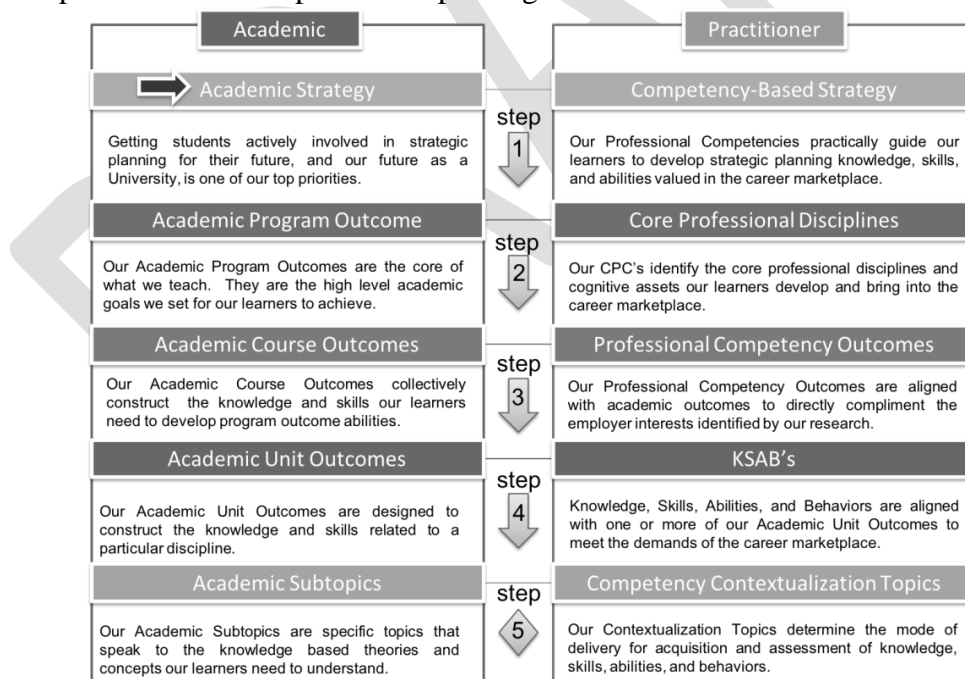 Academic
Practitioner
Academic Strategy
Competency-Based Strategy
step
1
Getting students actively involved in strategic
planning for their future, and our future as a
University, is one of our top priorities.
Our Professional Competencies practically guide our
learners to develop strategic planning knowledge, skills,
and abilities valued in the career marketplace.
Academic Program Outcome
Core Professional Disciplines
step
2
Our Academic Program Outcomes are the core of
what we teach. They are the high level academic
goals we set for our learners to achieve.
Our CPC's identify the core professional disciplines and
cognitive assets our learners develop and bring into the
career marketplace.
Academic Course Outcomes
Professional Competency Outcomes
step
3
Our Academic Course Outcomes collectively
construct the knowledge and skills our learners
need to develop program outcome abilities.
Our Professional Competency Outcomes are aligned
with academic outcomes to directly compliment the
employer interests identified by our research.
Academic Unit Outcomes
KSAB's
step
4
Our Academic Unit Outcomes are designed to
construct the knowledge and skills related to a
particular discipline.
Knowledge, Skills, Abilities, and Behaviors are aligned
with one or more of our Academic Unit Outcomes to
meet the demands of the career marketplace.
Academic Subtopics
Competency Contextualization Topics
step
5
Our Academic Subtopics are specific topics that
speak to the knowledge based theories and
concepts our learners need to understand.
Our Contextualization Topics determine the mode of
delivery for acquisition and assessment of knowledge,
skills, abilities, and behaviors.